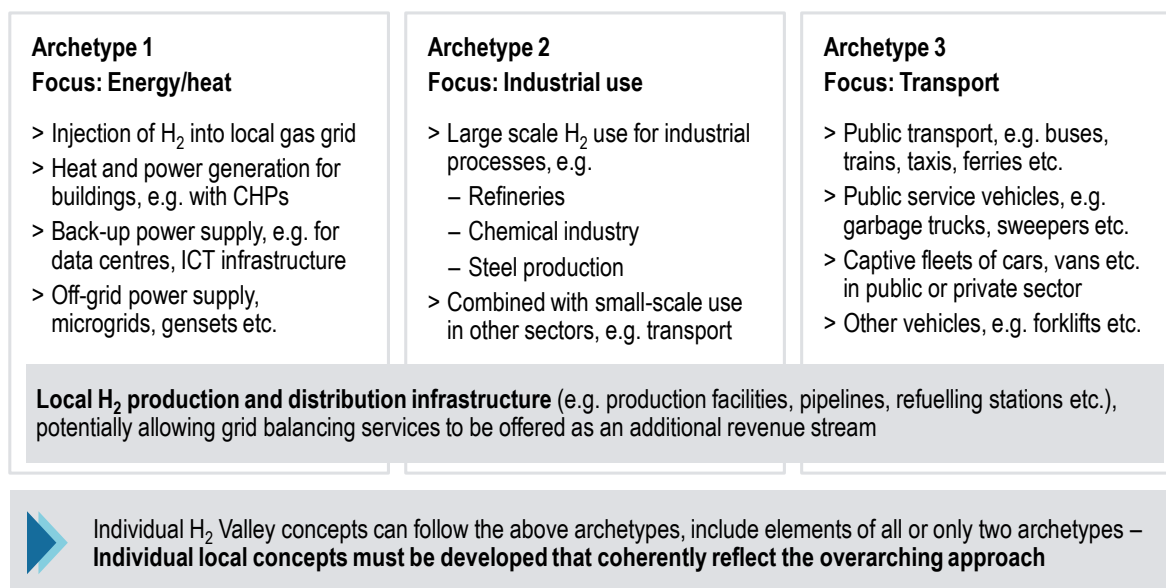 Archetype 1
Focus: Energy/heat
> Injection of H₂ into local gas grid
> Heat and power generation for
buildings, e.g. with CHPs
> Back-up power supply, e.g. for
data centres, ICT infrastructure
> Off-grid power supply,
microgrids, gensets etc.
Archetype 2
Focus: Industrial use
> Large scale H₂ use for industrial
processes, e.g.
– Refineries
– Chemical industry
– Steel production
> Combined with small-scale use
in other sectors, e.g. transport
Archetype 3
Focus: Transport
> Public transport, e.g. buses,
trains, taxis, ferries etc.
> Public service vehicles, e.g.
garbage trucks, sweepers etc.
> Captive fleets of cars, vans etc.
in public or private sector
> Other vehicles, e.g. forklifts etc.
Local H₂ production and distribution infrastructure (e.g. production facilities, pipelines, refuelling stations etc.),
potentially allowing grid balancing services to be offered as an additional revenue stream
Individual H₂ Valley concepts can follow the above archetypes, include elements of all or only two archetypes –
Individual local concepts must be developed that coherently reflect the overarching approach